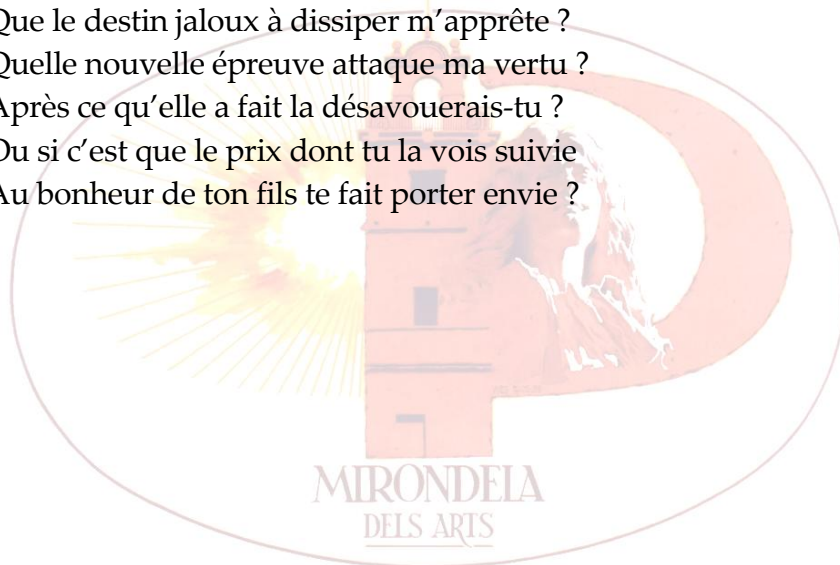 Que le destin jaloux à dissiper m’apprête ?
Quelle nouvelle épreuve attaque ma vertu ?
Après ce qu’elle a fait la désavouerais-tu ?
Ou si c’est que le prix dont tu la vois suivie
Au bonheur de ton fils te fait porter envie ?
MIRONDELA
DELS ARTS